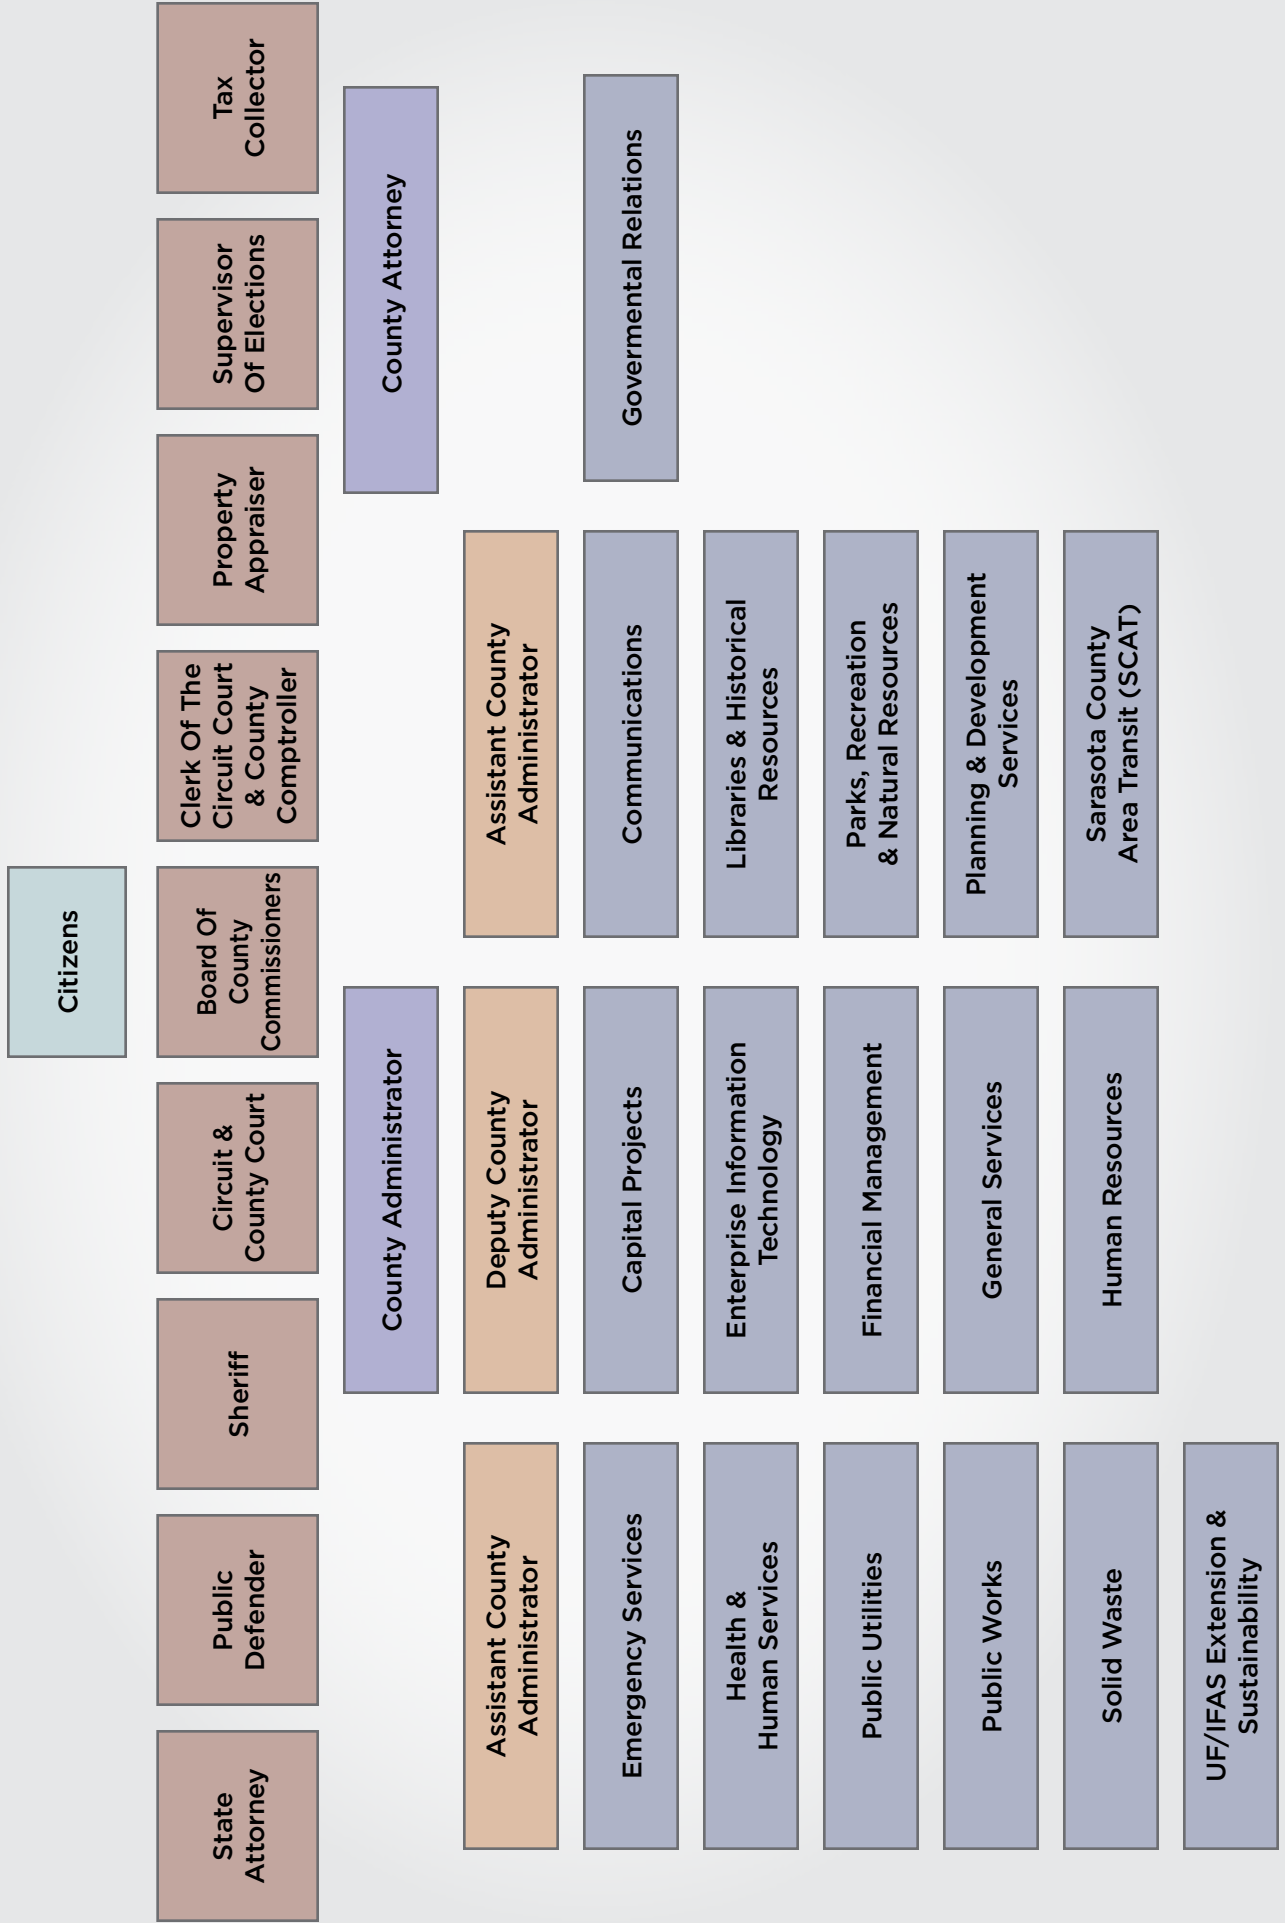 Citizens
State
Attorney
Public
Defender
Sheriff
Circuit &
County Court
Board Of
County
Commissioners
Clerk Of The
Circuit Court
& County
Comptroller
Property
Appraiser
Supervisor
Of Elections
Tax
Collector
County Administrator
County Attorney
Assistant County
Administrator
Deputy County
Administrator
Assistant County
Administrator
Emergency Services
Capital Projects
Communications
Govermental Relations
Health &
Human Services
Enterprise Information
Technology
Libraries & Historical
Resources
Public Utilities
Financial Management
Parks, Recreation
& Natural Resources
Public Works
General Services
Planning & Development
Services
Solid Waste
Human Resources
Sarasota County
Area Transit (SCAT)
UF/IFAS Extension &
Sustainability